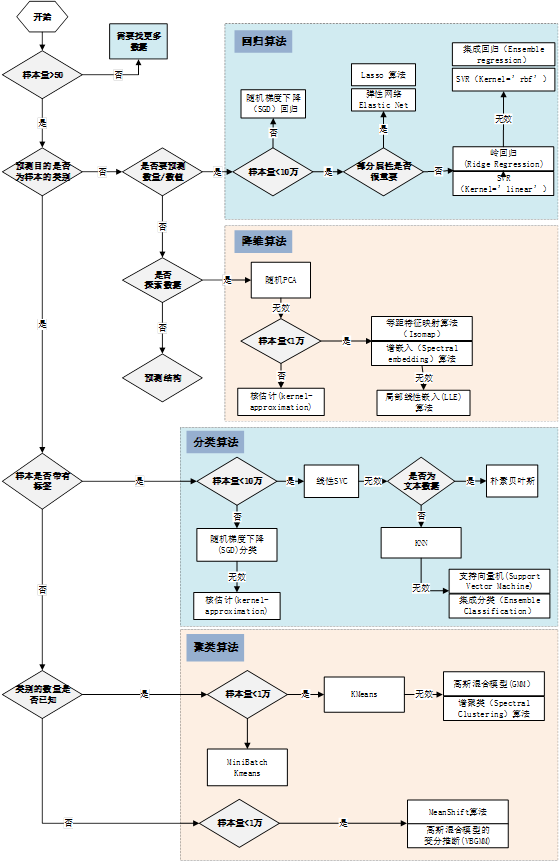 开始
需要找更多
数据
样本量>50
否
是
回归算法
随机梯度下降
（SGD）回归
否
Lasso 算法
弹性网络
Elastic Net
是
集成回归（Ensemble
regression）
SVR（Kernel=’rbf’）
无效
预测目的是否
为样本的类别
否
是否要预测
数量/数值
是
样本量<10万
是
部分属性是否
很重要
否
岭回归
(Ridge Regression)
SVR
（Kernel=’linear’）
否
降维算法
是否
探索数据
是
随机PCA
无效
样本量<1万
是
等距特征映射算法
（Isomap）
谱嵌入（Spectral
embedding）算法
无效
局部线性嵌入(LLE)
算法
否
核估计(kernel-
approximation)
否
预测结构
是
分类算法
样本是否带有
标签
是
样本量<10万
是
线性SVC
无效
是否为
文本数据
是
朴素贝叶斯
否
随机梯度下降
(SGD)分类
无效
核估计(kernel-
approximation)
否
KNN
无效
支持向量机(Support
Vector Machine)
集成分类（Ensemble
Classification)
否
聚类算法
类别的数量是
否已知
是
样本量<1万
是
KMeans
无效
高斯混合模型(GMM)
谱聚类（Spectral
Clustering）算法
MiniBatch
Kmeans
否
样本量<1万
是
MeanShift算法
高斯混合模型的
变分推断(VBGMM)